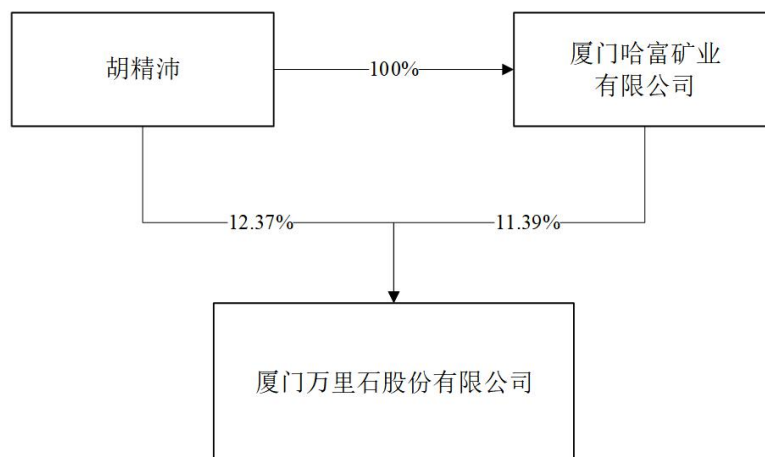 胡精沛
100%
厦门哈富矿业
有限公司
12.37%
11.39%
厦门万里石股份有限公司